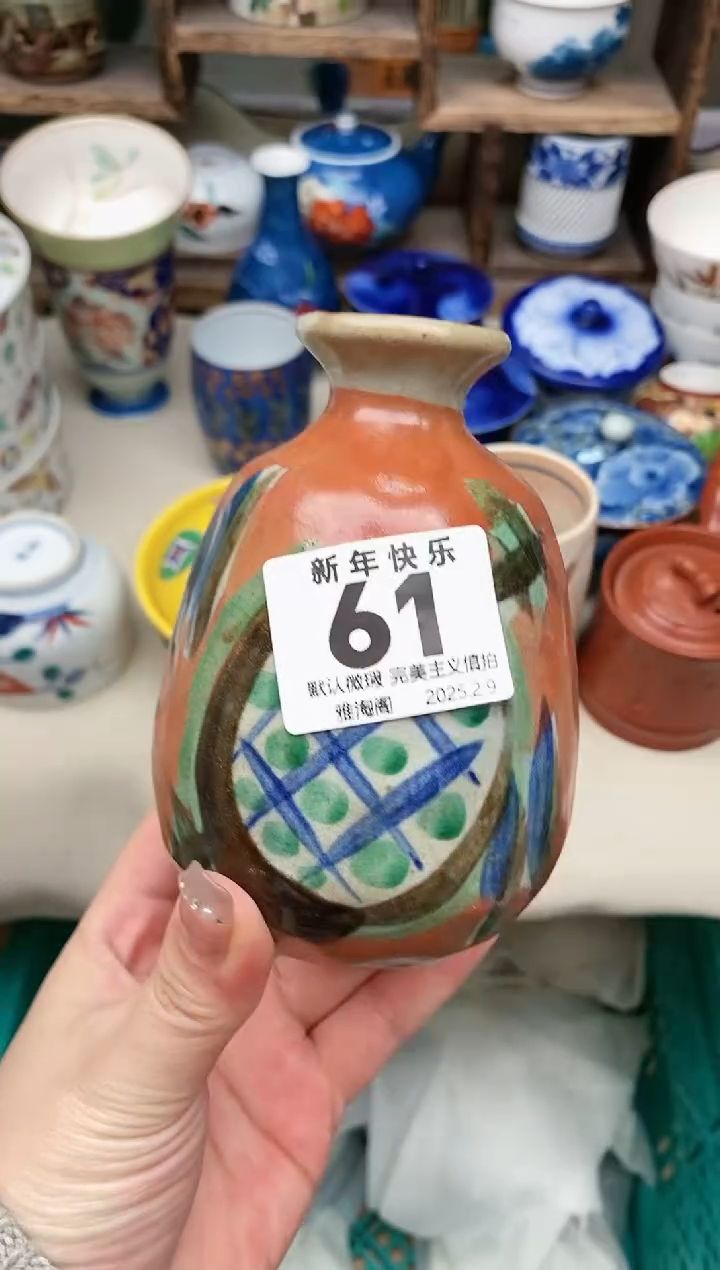 新年快乐
61
默认微瑕 完美主义慎拍
雅海阁 2025.2.9